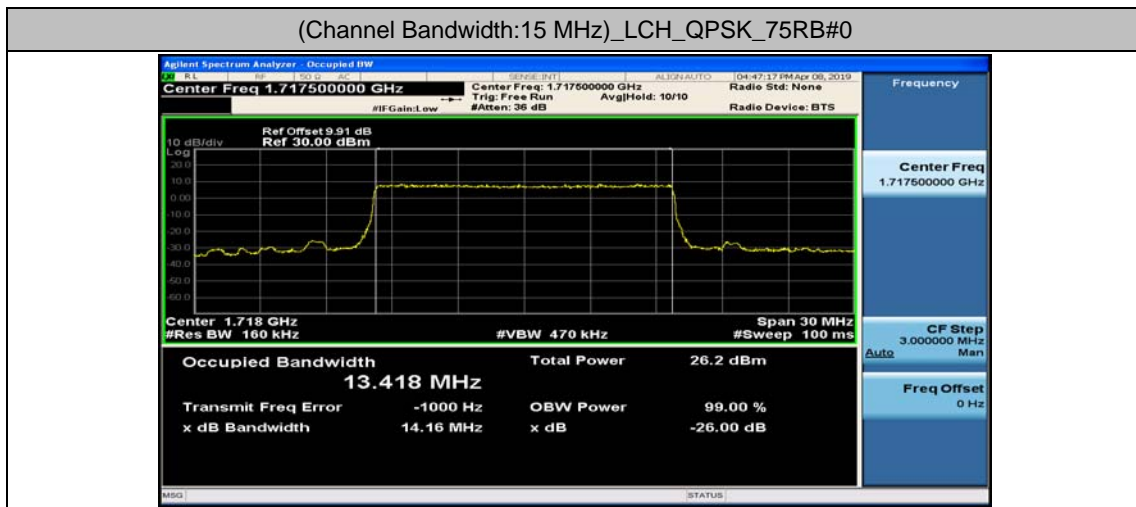 (Channel Bandwidth:15 MHz)_LCH_QPSK_75RB#0
Agilent Spectrum Analyzer - Occupied BW
RL RF 50 Ω AC SENSE:INT ALIGN AUTO 04:47:17 PM Apr 08, 2019
Center Freq 1.717500000 GHz
Center Freq: 1.717500000 GHz Radio Std: None
Trig: Free Run Avg|Hold: 10/10
#IFGain:Low #Atten: 36 dB Radio Device: BTS
Ref Offset 9.91 dB
10 dB/div Ref 30.00 dBm
Log
20.0
10.0
0.00
-10.0
-20.0
-30.0
-40.0
-50.0
-60.0
Center 1.718 GHz Span 30 MHz
#Res BW 160 kHz #VBW 470 kHz #Sweep 100 ms
Occupied Bandwidth Total Power 26.2 dBm
13.418 MHz
Transmit Freq Error -1000 Hz OBW Power 99.00 %
x dB Bandwidth 14.16 MHz x dB -26.00 dB
MSG STATUS
Frequency
Center Freq
1.717500000 GHz
CF Step
3.000000 MHz
Auto Man
Freq Offset
0 Hz